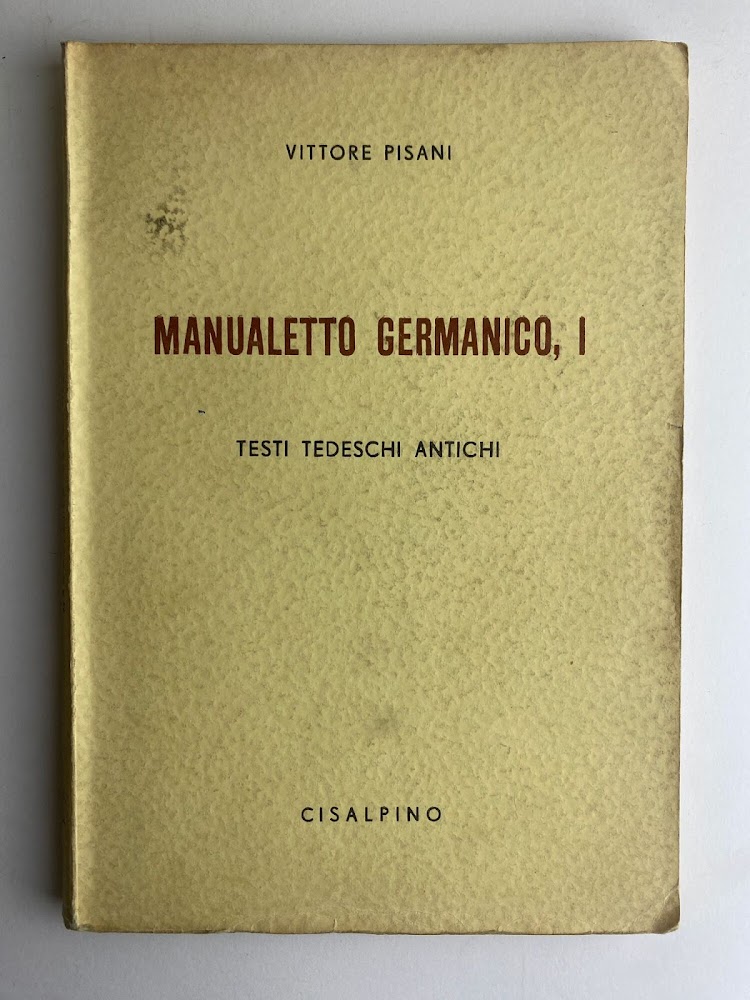 VITTORE PISANI
MANUALETTO GERMANICO, I
TESTI TEDESCHI ANTICHI
CISALPINO